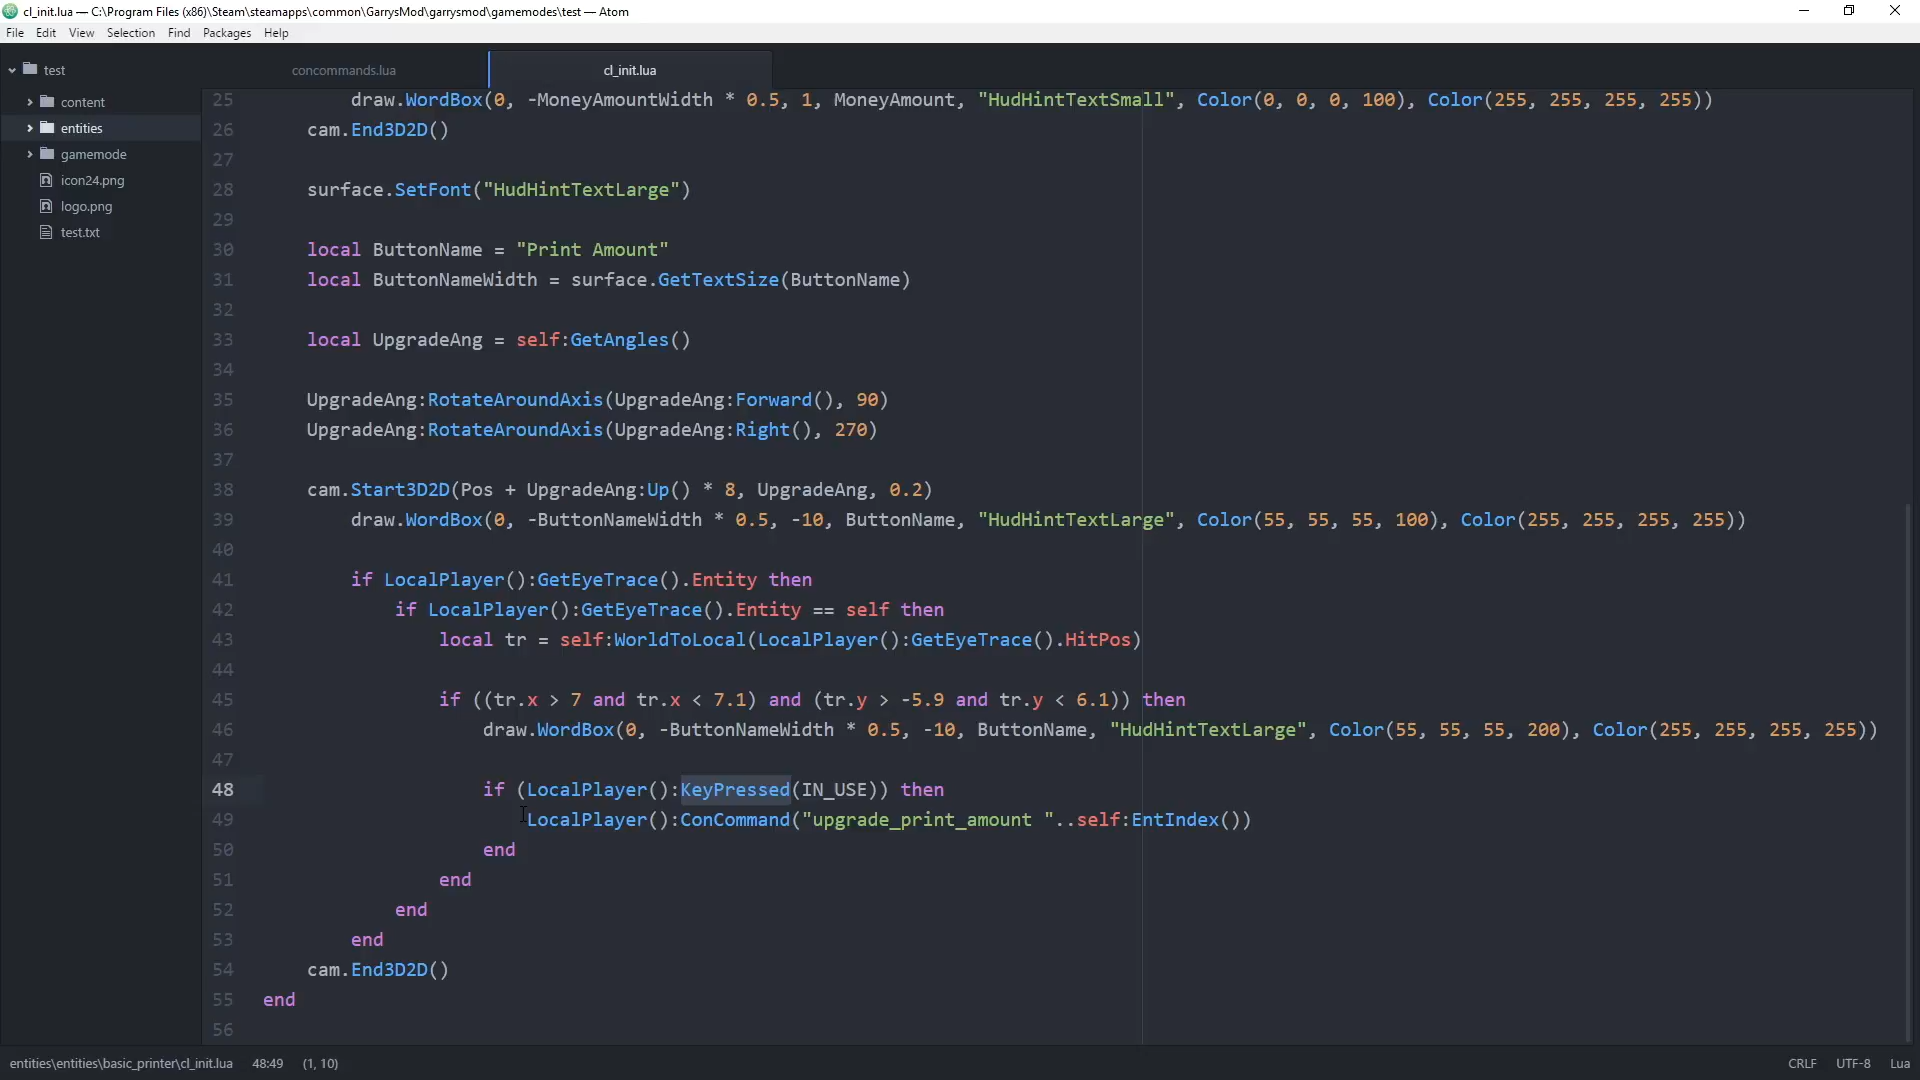 cl_init.lua — C:\Program Files (x86)\Steam\steamapps\common\GarrysMod\garrysmod\gamemodes\test — Atom
File Edit View Selection Find Packages Help
test
content
entities
gamemode
icon24.png
logo.png
test.txt
concommands.lua cl_init.lua
25 draw.WordBox(0, -MoneyAmountWidth * 0.5, 1, MoneyAmount, "HudHintTextSmall", Color(0, 0, 0, 100), Color(255, 255, 255, 255))
26 cam.End3D2D()
27
28 surface.SetFont("HudHintTextLarge")
29
30 local ButtonName = "Print Amount"
31 local ButtonNameWidth = surface.GetTextSize(ButtonName)
32
33 local UpgradeAng = self:GetAngles()
34
35 UpgradeAng:RotateAroundAxis(UpgradeAng:Forward(), 90)
36 UpgradeAng:RotateAroundAxis(UpgradeAng:Right(), 270)
37
38 cam.Start3D2D(Pos + UpgradeAng:Up() * 8, UpgradeAng, 0.2)
39 draw.WordBox(0, -ButtonNameWidth * 0.5, -10, ButtonName, "HudHintTextLarge", Color(55, 55, 55, 100), Color(255, 255, 255, 255))
40
41 if LocalPlayer():GetEyeTrace().Entity then
42 if LocalPlayer():GetEyeTrace().Entity == self then
43 local tr = self:WorldToLocal(LocalPlayer():GetEyeTrace().HitPos)
44
45 if ((tr.x > 7 and tr.x < 7.1) and (tr.y > -5.9 and tr.y < 6.1)) then
46 draw.WordBox(0, -ButtonNameWidth * 0.5, -10, ButtonName, "HudHintTextLarge", Color(55, 55, 55, 200), Color(255, 255, 255, 255))
47
48 if (LocalPlayer():KeyPressed(IN_USE)) then
49 LocalPlayer():ConCommand("upgrade_print_amount "..self:EntIndex())
50 end
51 end
52 end
53 end
54 cam.End3D2D()
55 end
56
entities\entities\basic_printer\cl_init.lua 48:49 (1, 10) CRLF UTF-8 Lua